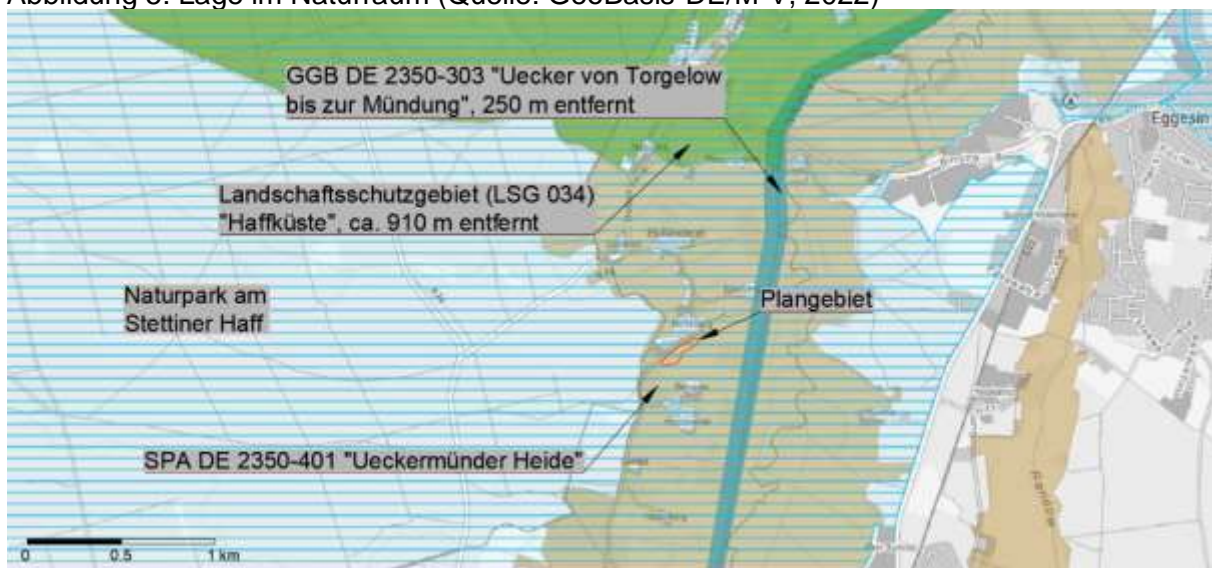 Abbildung 3: Lage im Naturraum (Quelle: GeoBasis-DE/M-V, 2022)
GGB DE 2350-303 "Uecker von Torgelow
bis zur Mündung", 250 m entfernt
Eggesin
Landschaftsschutzgebiet (LSG 034)
"Haffküste", ca. 910 m entfernt
Naturpark am
Stettiner Haff
Plangebiet
SPA DE 2350-401 "Ueckermünder Heide"
Randow
0 0.5 1 km